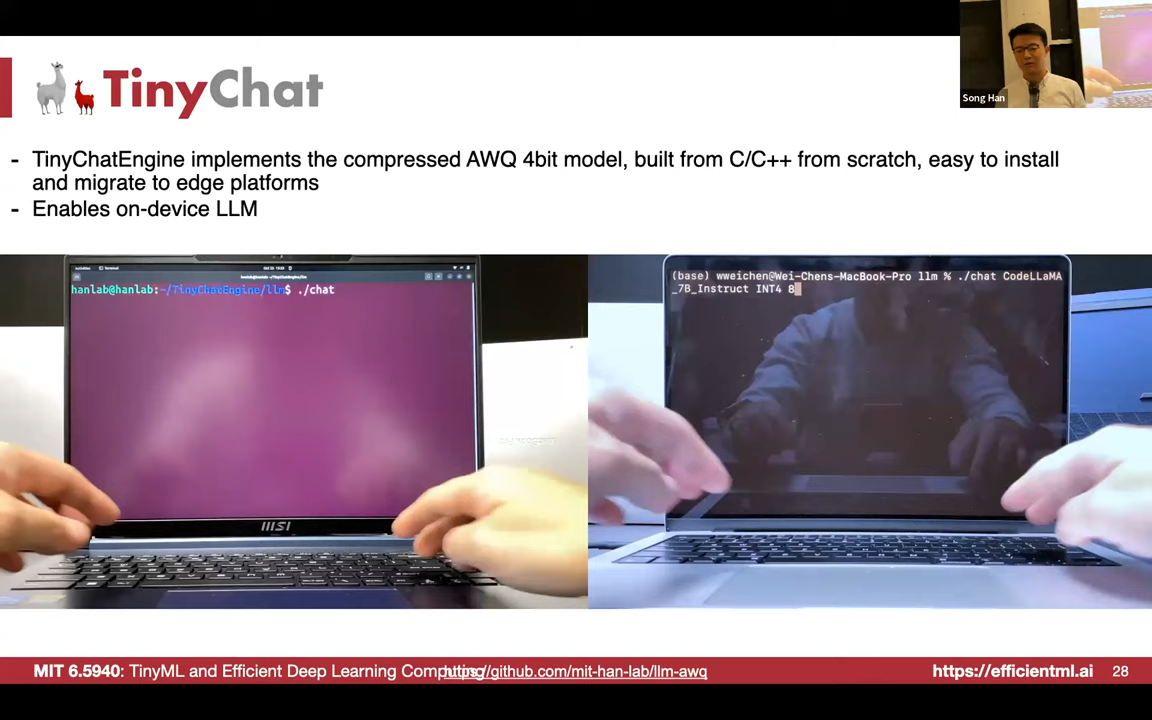 Song Han
TinyChat
- TinyChatEngine implements the compressed AWQ 4bit model, built from C/C++ from scratch, easy to install
and migrate to edge platforms
- Enables on-device LLM
hanlab@hanlab:~/TinyChatEngine/llm$ ./chat
msi
(base) wweichen@Wei-Chens-MacBook-Pro llm % ./chat CodeLLaMA
_7B_Instruct INT4 8
MIT 6.5940: TinyML and Efficient Deep Learning Computing
https://github.com/mit-han-lab/llm-awq
https://efficientml.ai
28